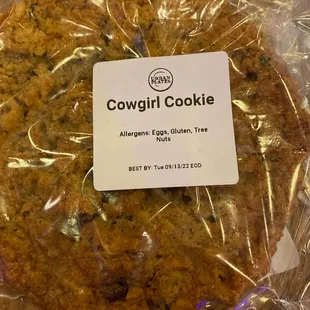 URBAN
PLATES
Cowgirl Cookie
Allergens: Eggs, Gluten, Tree
Nuts
BEST BY: Tue 09/13/22 EOD